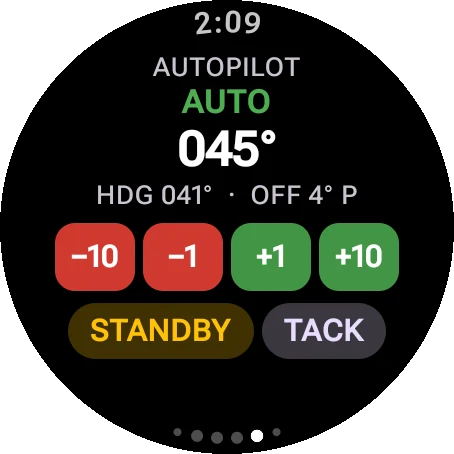 2:09
AUTOPILOT
AUTO
045°
HDG 041° · OFF 4° P
−10 −1 +1 +10
STANDBY TACK